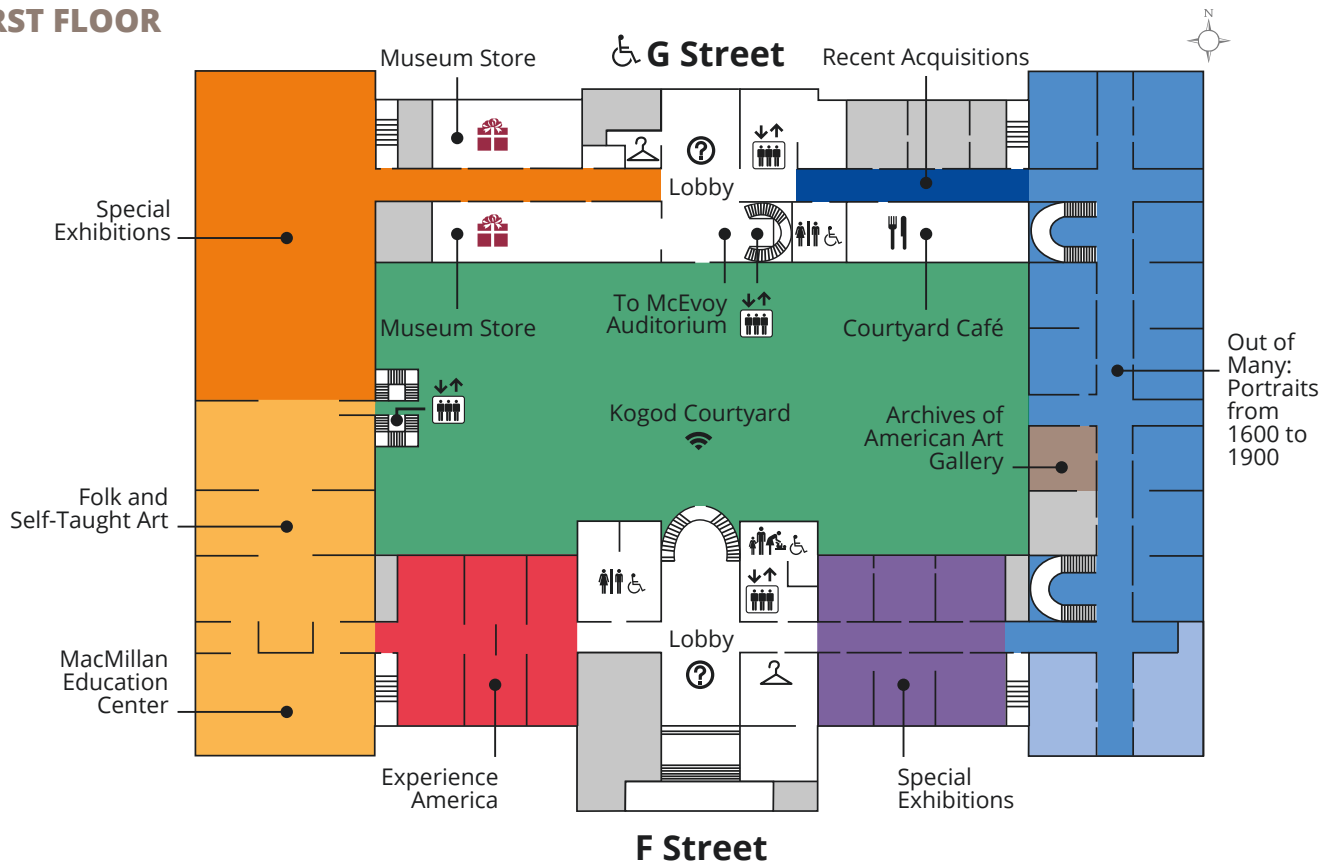 RST FLOOR
N
G Street
Museum Store
Recent Acquisitions
Lobby
Special
Exhibitions
To McEvoy
Auditorium
Museum Store
Courtyard Café
Out of
Many:
Portraits
from
1600 to
1900
Kogod Courtyard
Archives of
American Art
Gallery
Folk and
Self-Taught Art
Lobby
MacMillan
Education
Center
Experience
America
Special
Exhibitions
F Street